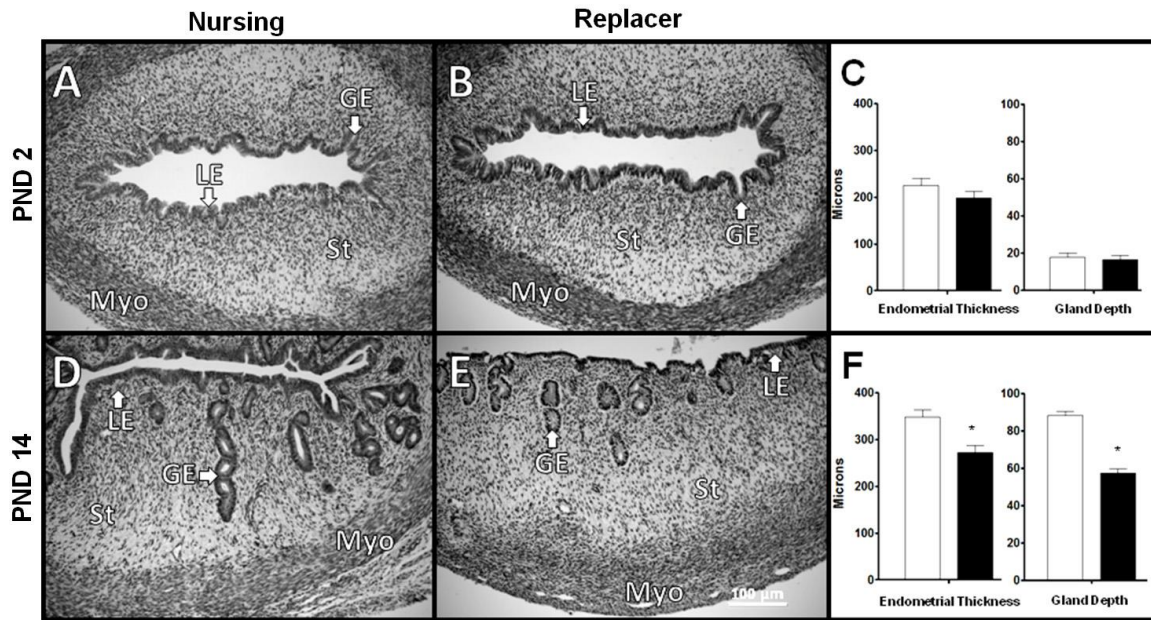 Nursing
Replacer
PND 2
A
GE
LE
St
Myo
B
LE
GE
St
Myo
C
400
300
200
100
0
Microns
Endometrial Thickness
100
80
60
40
20
0
Gland Depth
PND 14
D
LE
GE
St
Myo
E
LE
GE
St
Myo
100 µm
F
400
300
200
100
0
Microns
*
Endometrial Thickness
100
80
60
40
20
0
*
Gland Depth